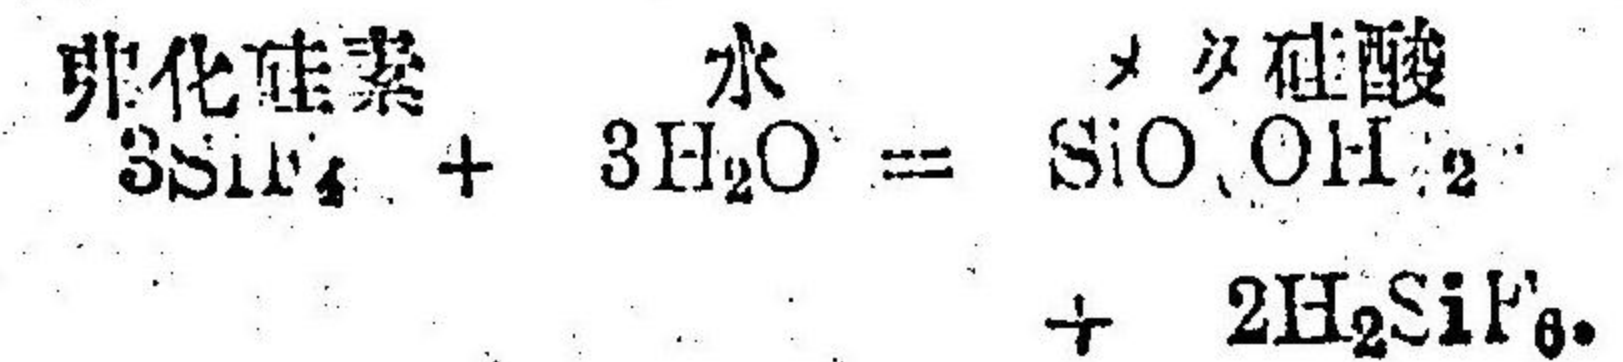 弗化硅素 水 メタ硅酸
3SiF₄ + 3H₂O = SiO(OH)₂
+ 2H₂SiF₆.